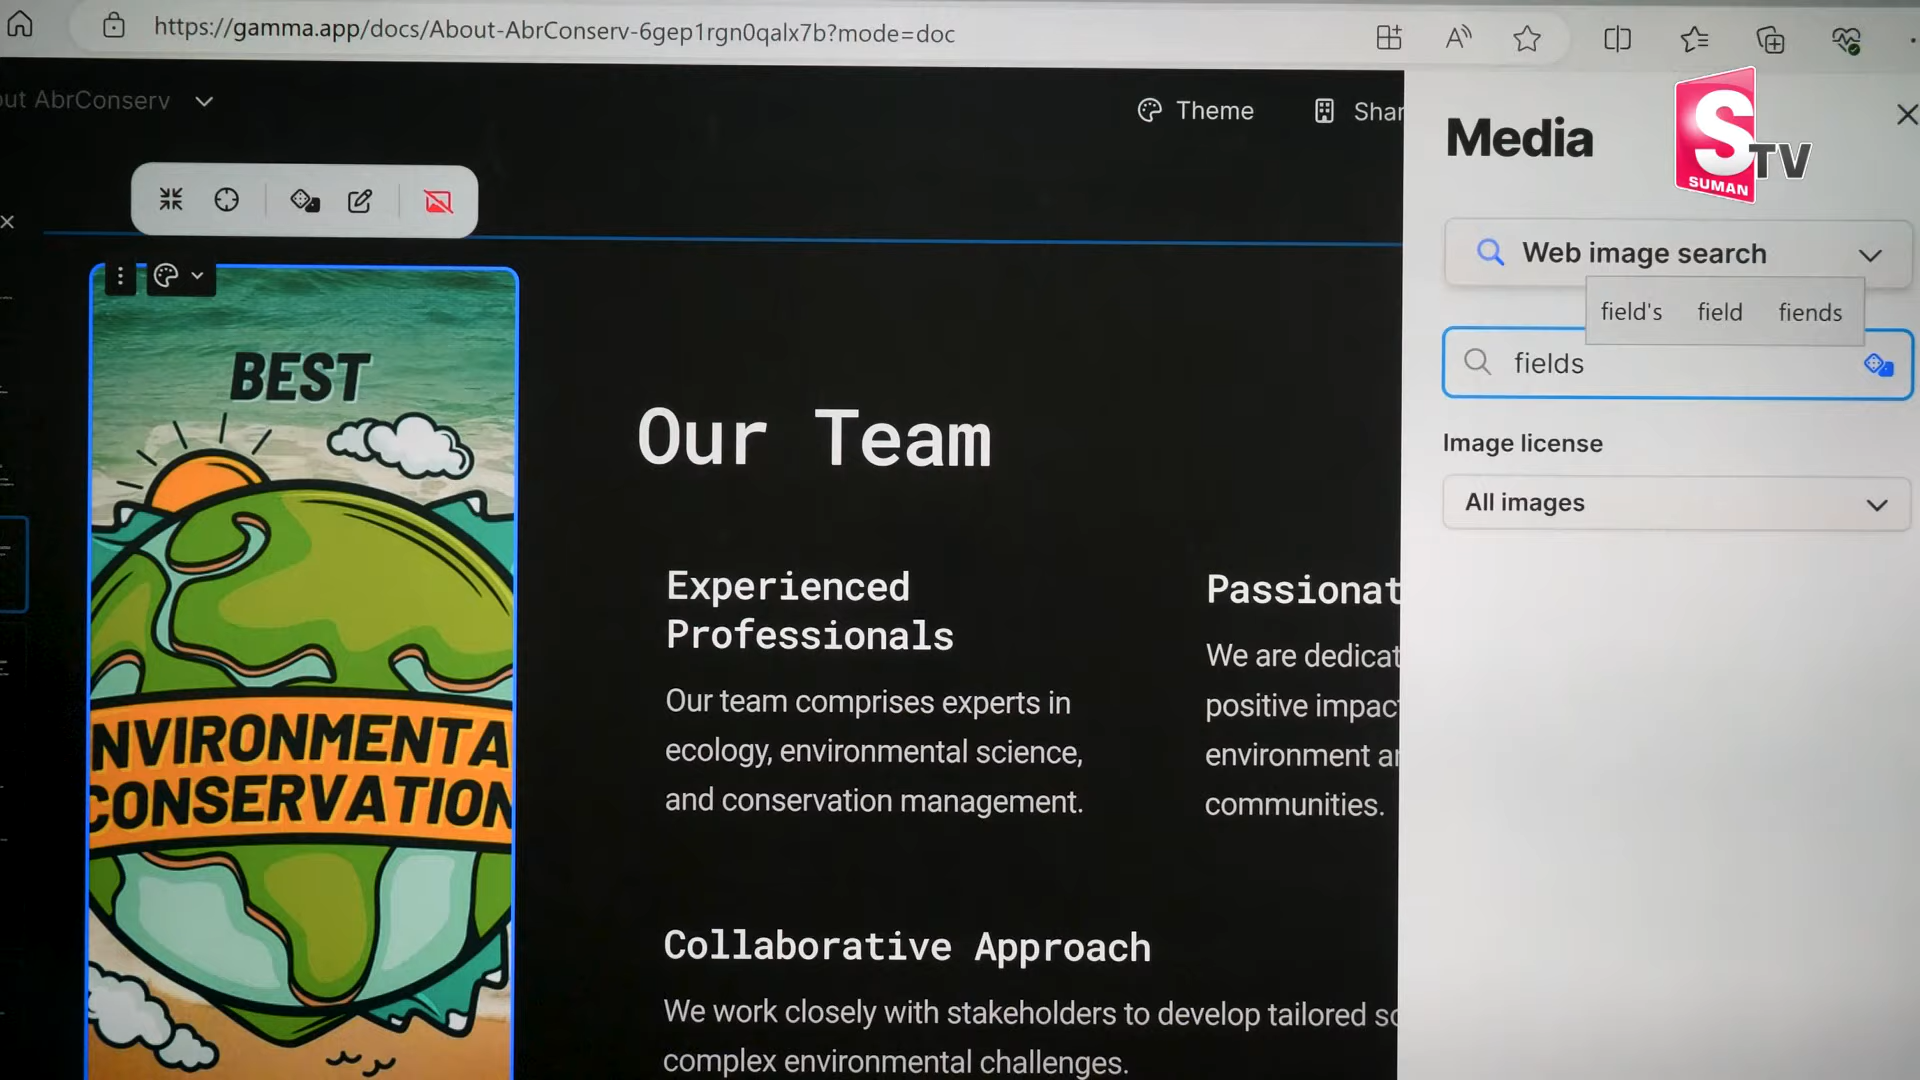 https://gamma.app/docs/About-AbrConserv-6gep1rgn0qalx7b?mode=doc
out AbrConserv
Theme
Shar
Media
S
TV
SUMAN
Web image search
field's field fiends
fields
Image license
All images
BEST
NVIRONMENTA
CONSERVATION
Our Team
Experienced
Professionals
Our team comprises experts in
ecology, environmental science,
and conservation management.
Passionat
We are dedicat
positive impac
environment a
communities.
Collaborative Approach
We work closely with stakeholders to develop tailored so
complex environmental challenges.